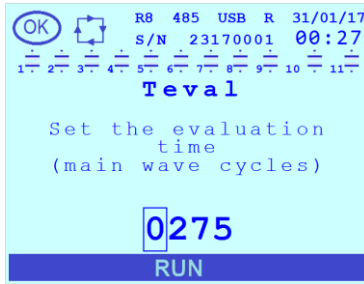 OK R8 485 USB R 31/01/17
S/N 23170001 00:27
1 2 3 4 5 6 7 8 9 10 11
Teval
Set the evaluation
time
(main wave cycles)
0275
RUN